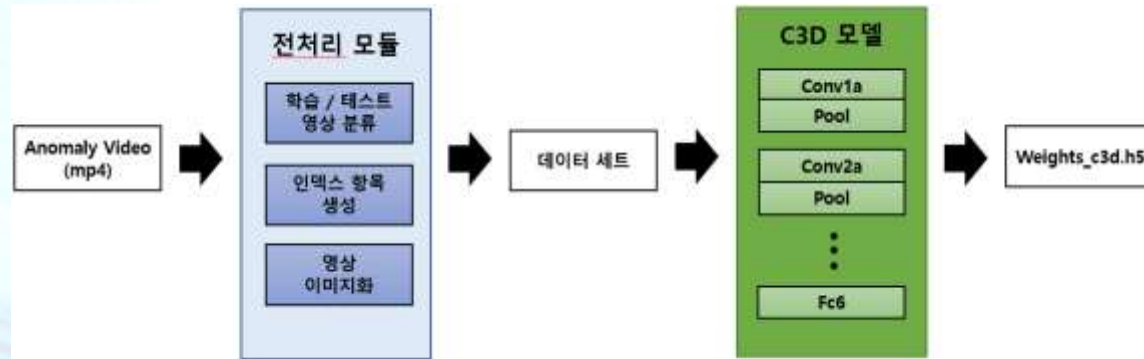 Anomaly Video
(mp4)
전처리 모듈
학습 / 테스트
영상 분류
인덱스 항목
생성
영상
이미지화
데이터 세트
C3D 모델
Conv1a
Pool
Conv2a
Pool
Fc6
Weights_c3d.h5